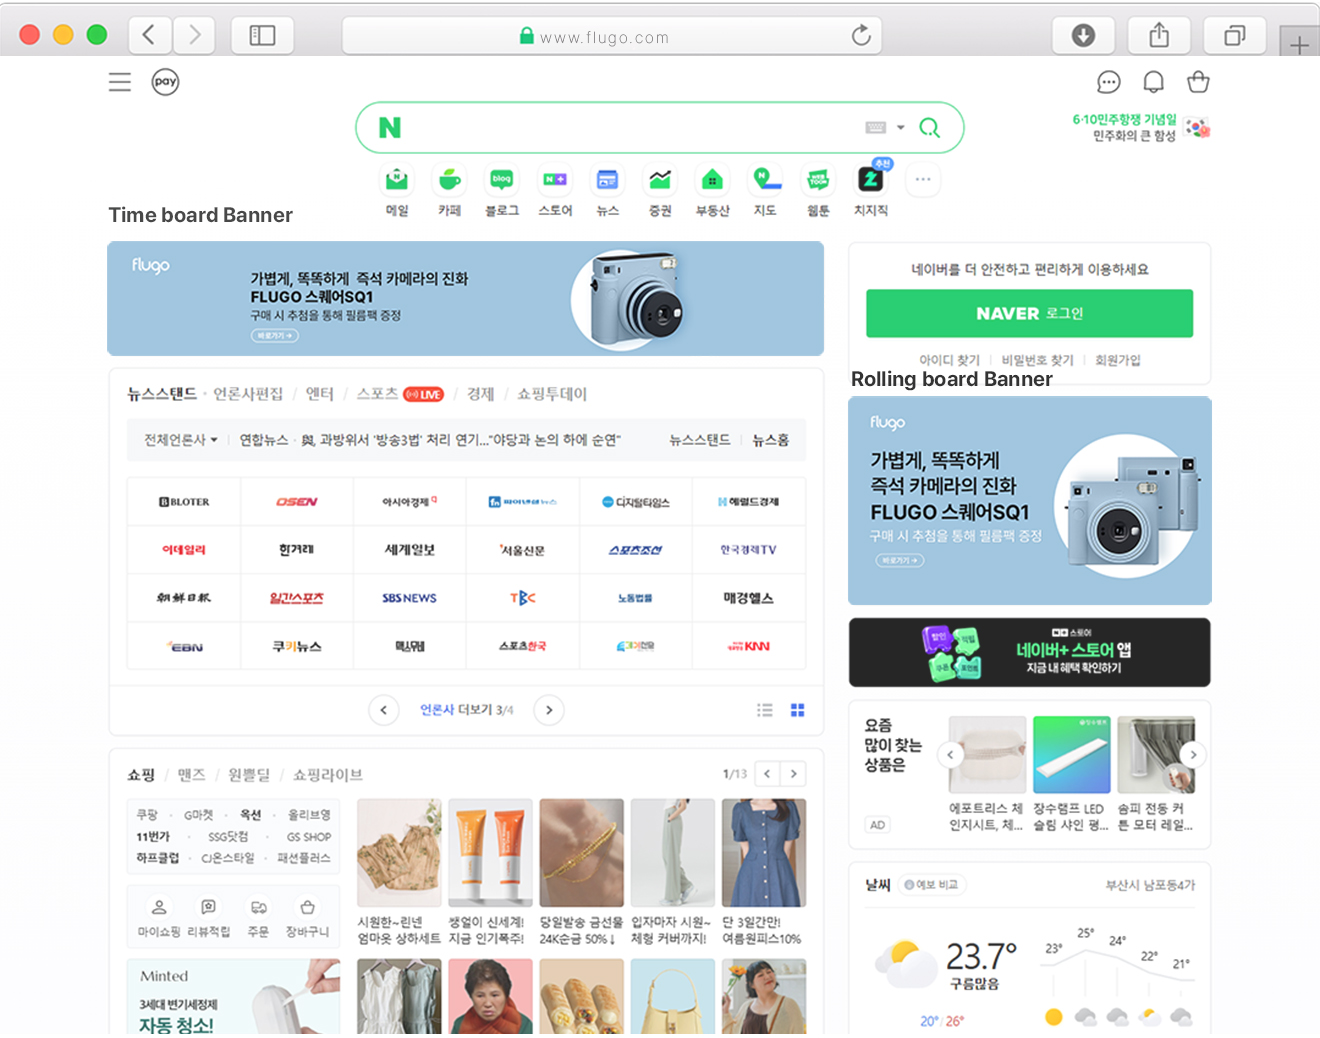 www.flugo.com
pay
N
6·10민주항쟁 기념일
민주화의 큰 함성
추천
메일 카페 블로그 스토어 뉴스 증권 부동산 지도 웹툰 치지직
Time board Banner
flugo
가볍게, 똑똑하게 즉석 카메라의 진화
FLUGO 스퀘어SQ1
구매 시 추첨을 통해 필름팩 증정
바로가기 →
네이버를 더 안전하고 편리하게 이용하세요
NAVER 로그인
아이디 찾기 비밀번호 찾기 회원가입
뉴스스탠드 · 언론사편집 / 엔터 / 스포츠 LIVE / 경제 / 쇼핑투데이
전체언론사 연합뉴스 · 與, 과방위서 '방송3법' 처리 연기..."야당과 논의 하에 순연" 뉴스스탠드 뉴스홈
BLOTER OSEN 아시아경제 파이낸셜뉴스 디지털타임스 헤럴드경제
이데일리 한겨레 세계일보 서울신문 스포츠조선 한국경제TV
朝鮮日報 일간스포츠 SBS NEWS TBC 노동법률 매경헬스
EBN 쿠키뉴스 스포츠한국 KNN
언론사 더보기 3/4
Rolling board Banner
flugo
가볍게, 똑똑하게
즉석 카메라의 진화
FLUGO 스퀘어SQ1
구매 시 추첨을 통해 필름팩 증정
바로가기 →
할인 적립 쿠폰 포인트
N+ 스토어
네이버+ 스토어 앱
지금 내 혜택 확인하기
요즘
많이 찾는
상품은
AD
장수램프
에포트리스 체
인지시트, 체...
장수램프 LED
슬림 샤인 평...
솜피 전동 커
튼 모터 레일...
쇼핑 / 맨즈 / 원쁠딜 / 쇼핑라이브
1/13
쿠팡 · G마켓 · 옥션 · 올리브영
11번가 · SSG닷컴 · GS SHOP
하프클럽 · CJ온스타일 · 패션플러스
마이쇼핑 리뷰적립 주문 장바구니
시원한~린넨
엄마옷 상하세트
쌩얼이 신세계!
지금 인기폭주!
당일발송 금선물
24K순금 50%↓
입자마자 시원~
체형 커버까지!
단 3일간만!
여름원피스10%
Minted
3세대 변기세정제
자동 청소!
날씨 예보 비교 부산시 남포동4가
23.7°
구름많음
20° / 26°
23° 25° 24° 22° 21°